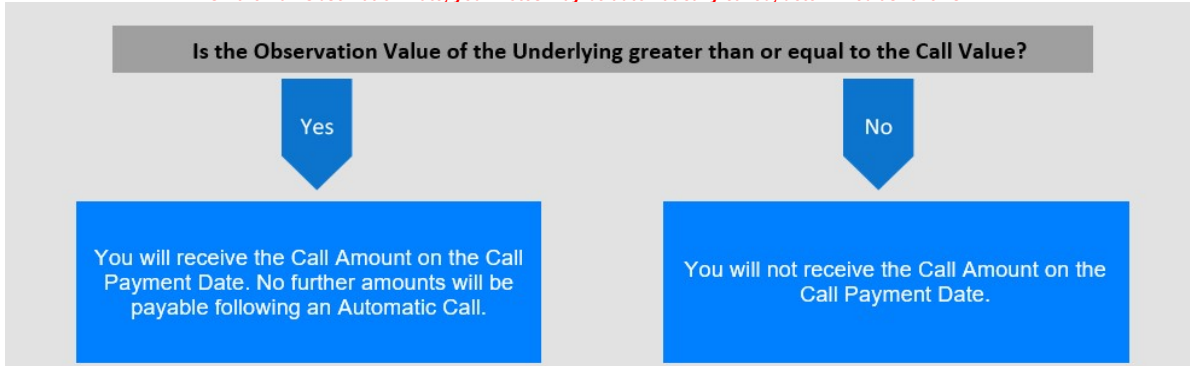 Is the Observation Value of the Underlying greater than or equal to the Call Value?
Yes
No
You will receive the Call Amount on the Call
Payment Date. No further amounts will be
payable following an Automatic Call.
You will not receive the Call Amount on the
Call Payment Date.